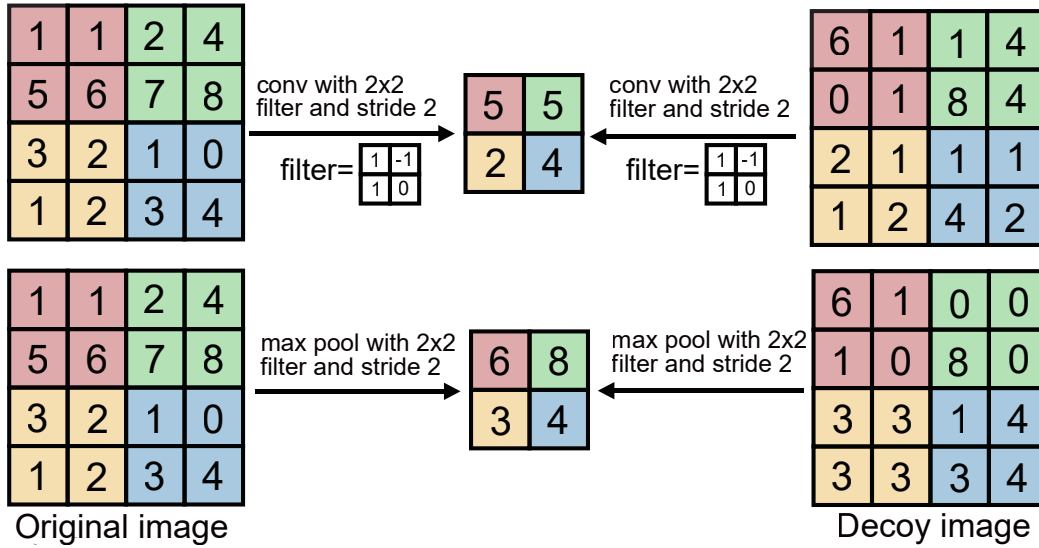 1 1 2 4
5 6 7 8
3 2 1 0
1 2 3 4
conv with 2x2
filter and stride 2
filter=
1 -1
1 0
5 5
2 4
conv with 2x2
filter and stride 2
filter=
1 -1
1 0
6 1 1 4
0 1 8 4
2 1 1 1
1 2 4 2
1 1 2 4
5 6 7 8
3 2 1 0
1 2 3 4
max pool with 2x2
filter and stride 2
6 8
3 4
max pool with 2x2
filter and stride 2
6 1 0 0
1 0 8 0
3 3 1 4
3 3 3 4
Original image
Decoy image